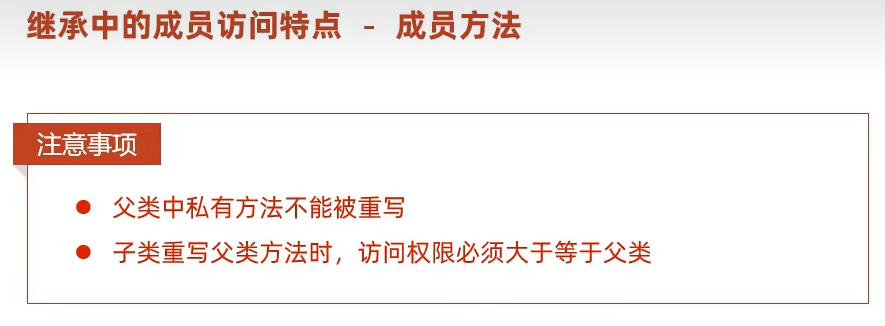 继承中的成员访问特点 - 成员方法
注意事项
父类中私有方法不能被重写
子类重写父类方法时，访问权限必须大于等于父类